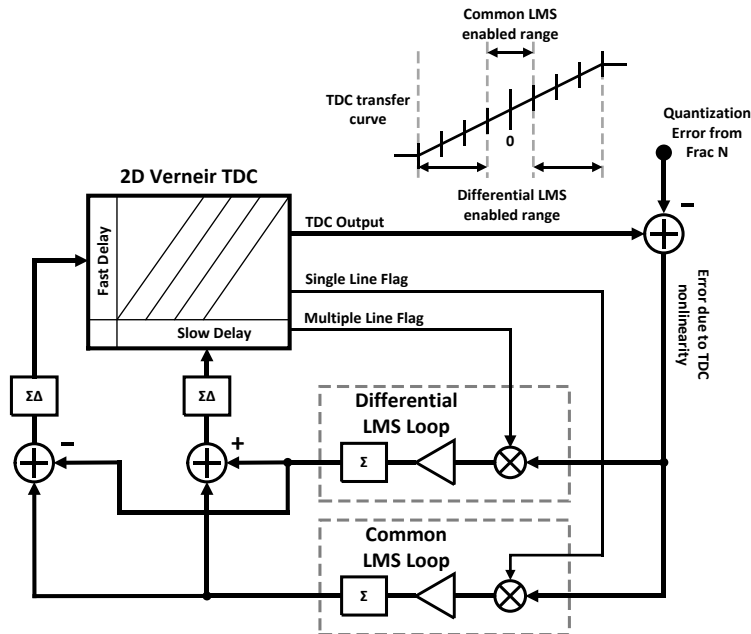 Common LMS
enabled range
TDC transfer
curve
0
Quantization
Error from
Frac N
Differential LMS
enabled range
2D Verneir TDC
Fast Delay
Slow Delay
TDC Output
Single Line Flag
Multiple Line Flag
−
Error due to TDC
nonlinearity
ΣΔ
ΣΔ
−
+
Differential
LMS Loop
Σ
Common
LMS Loop
Σ